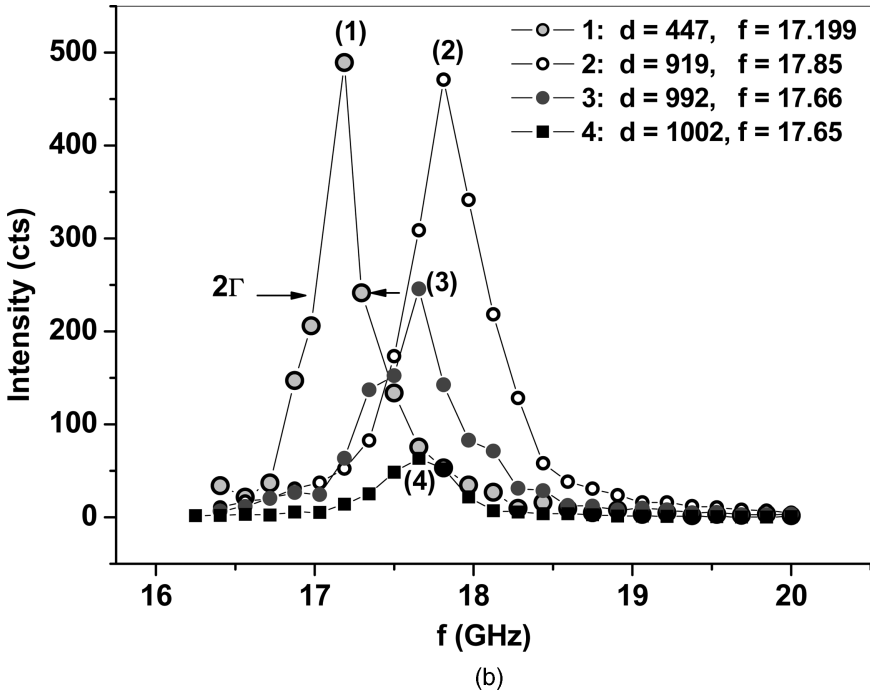 500
400
300
200
100
0
Intensity (cts)
16 17 18 19 20
f (GHz)
(1)
(2)
(3)
(4)
2Γ
1: d = 447, f = 17.199
2: d = 919, f = 17.85
3: d = 992, f = 17.66
4: d = 1002, f = 17.65
(b)